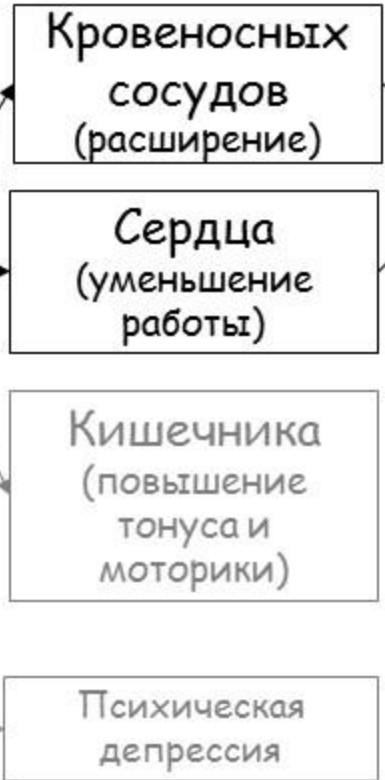 Кровеносных
сосудов
(расширение)
Сердца
(уменьшение
работы)
Кишечника
(повышение
тонуса и
моторики)
Психическая
депрессия